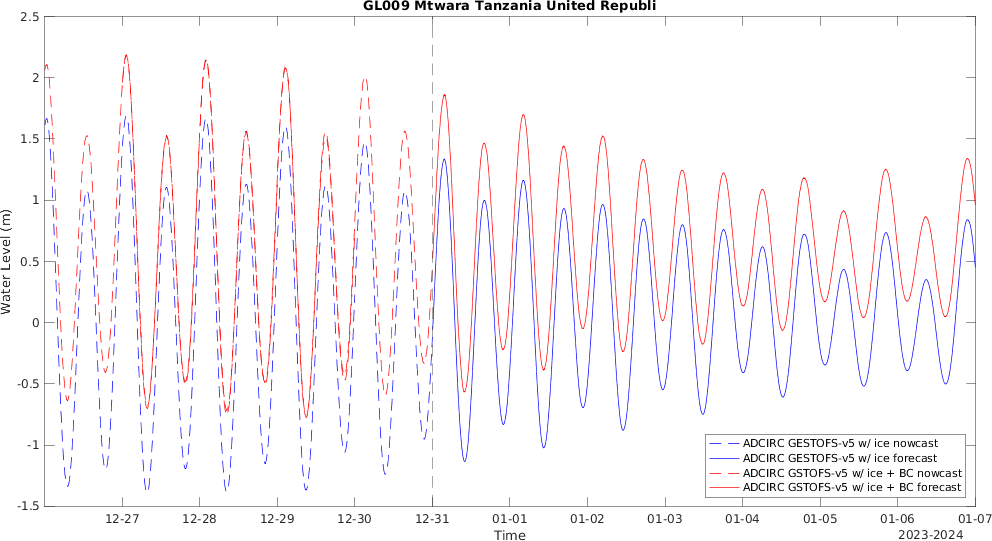 GL009 Mtwara Tanzania United Republi
2.5
2
1.5
1
0.5
0
-0.5
-1
-1.5
Water Level (m)
12-27 12-28 12-29 12-30 12-31 01-01 01-02 01-03 01-04 01-05 01-06 01-07
Time
2023-2024
ADCIRC GESTOFS-v5 w/ ice nowcast
ADCIRC GESTOFS-v5 w/ ice forecast
ADCIRC GSTOFS-v5 w/ ice + BC nowcast
ADCIRC GSTOFS-v5 w/ ice + BC forecast